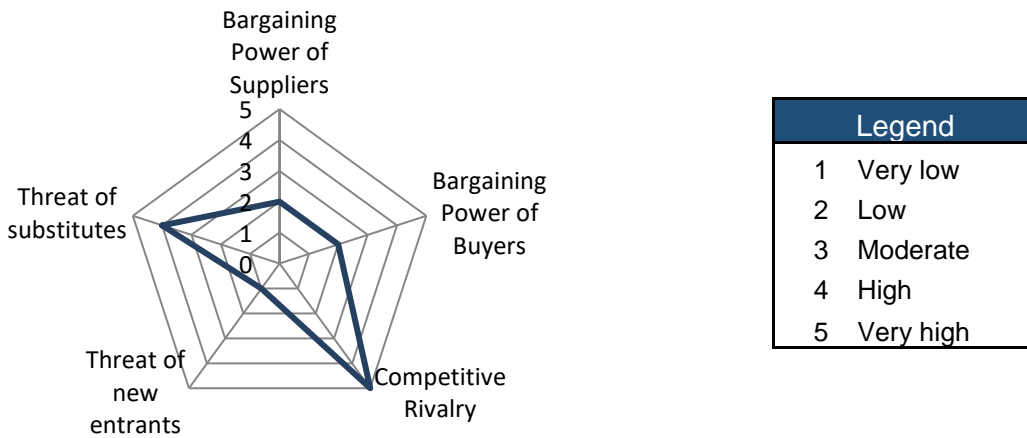 Bargaining
Power of
Suppliers
5
4
3
2
1
0
Bargaining
Power of
Buyers
Competitive
Rivalry
Threat of
new
entrants
Threat of
substitutes
Legend
1 Very low
2 Low
3 Moderate
4 High
5 Very high